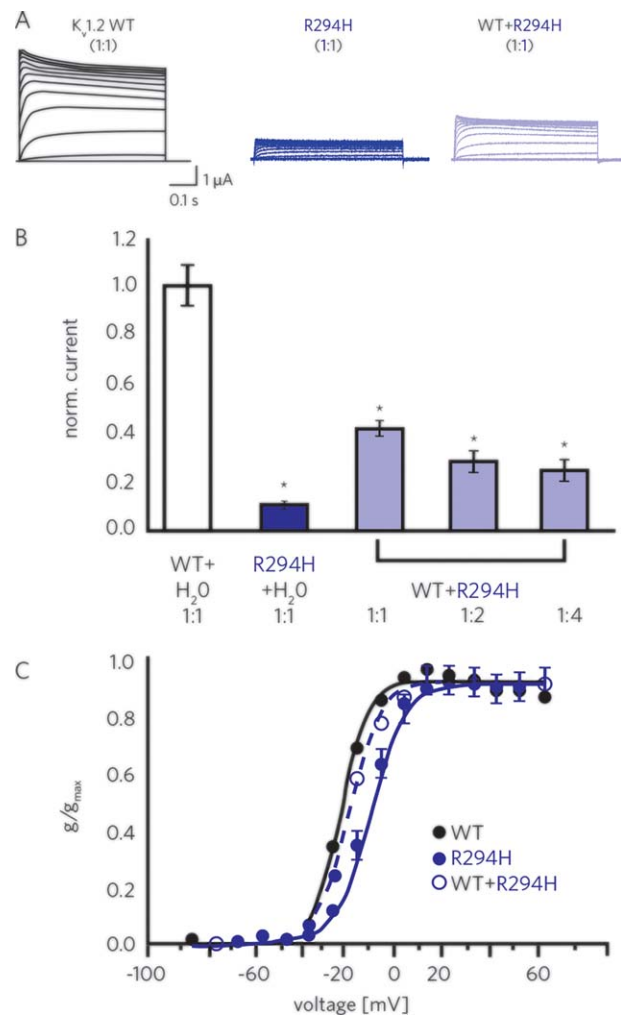 A
Kv1.2 WT
(1:1)
R294H
(1:1)
WT+R294H
(1:1)
1 µA
0.1 s
B
norm. current
1.2
1.0
0.8
0.6
0.4
0.2
0.0
*
*
*
*
WT+
H2O
1:1
R294H
+H2O
1:1
WT+R294H
1:1
1:2
1:4
C
g/gmax
1.0
0.8
0.6
0.4
0.2
0.0
WT
R294H
WT+R294H
-100
-60
-20
0
20
60
voltage [mV]